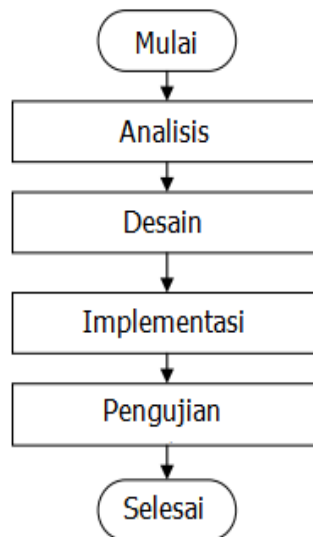 Mulai
Analisis
Desain
Implementasi
Pengujian
Selesai